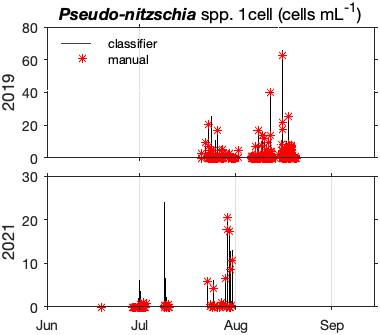 Pseudo-nitzschia spp. 1cell (cells mL-1)
80
60
40
20
0
2019
classifier
manual
30
20
10
0
2021
Jun Jul Aug Sep